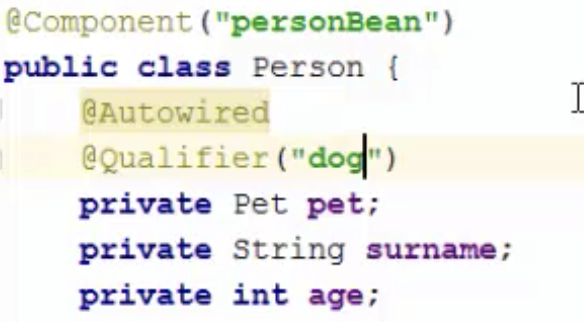 @Component("personBean")
public class Person {
@Autowired
@Qualifier("dog")
private Pet pet;
private String surname;
private int age;